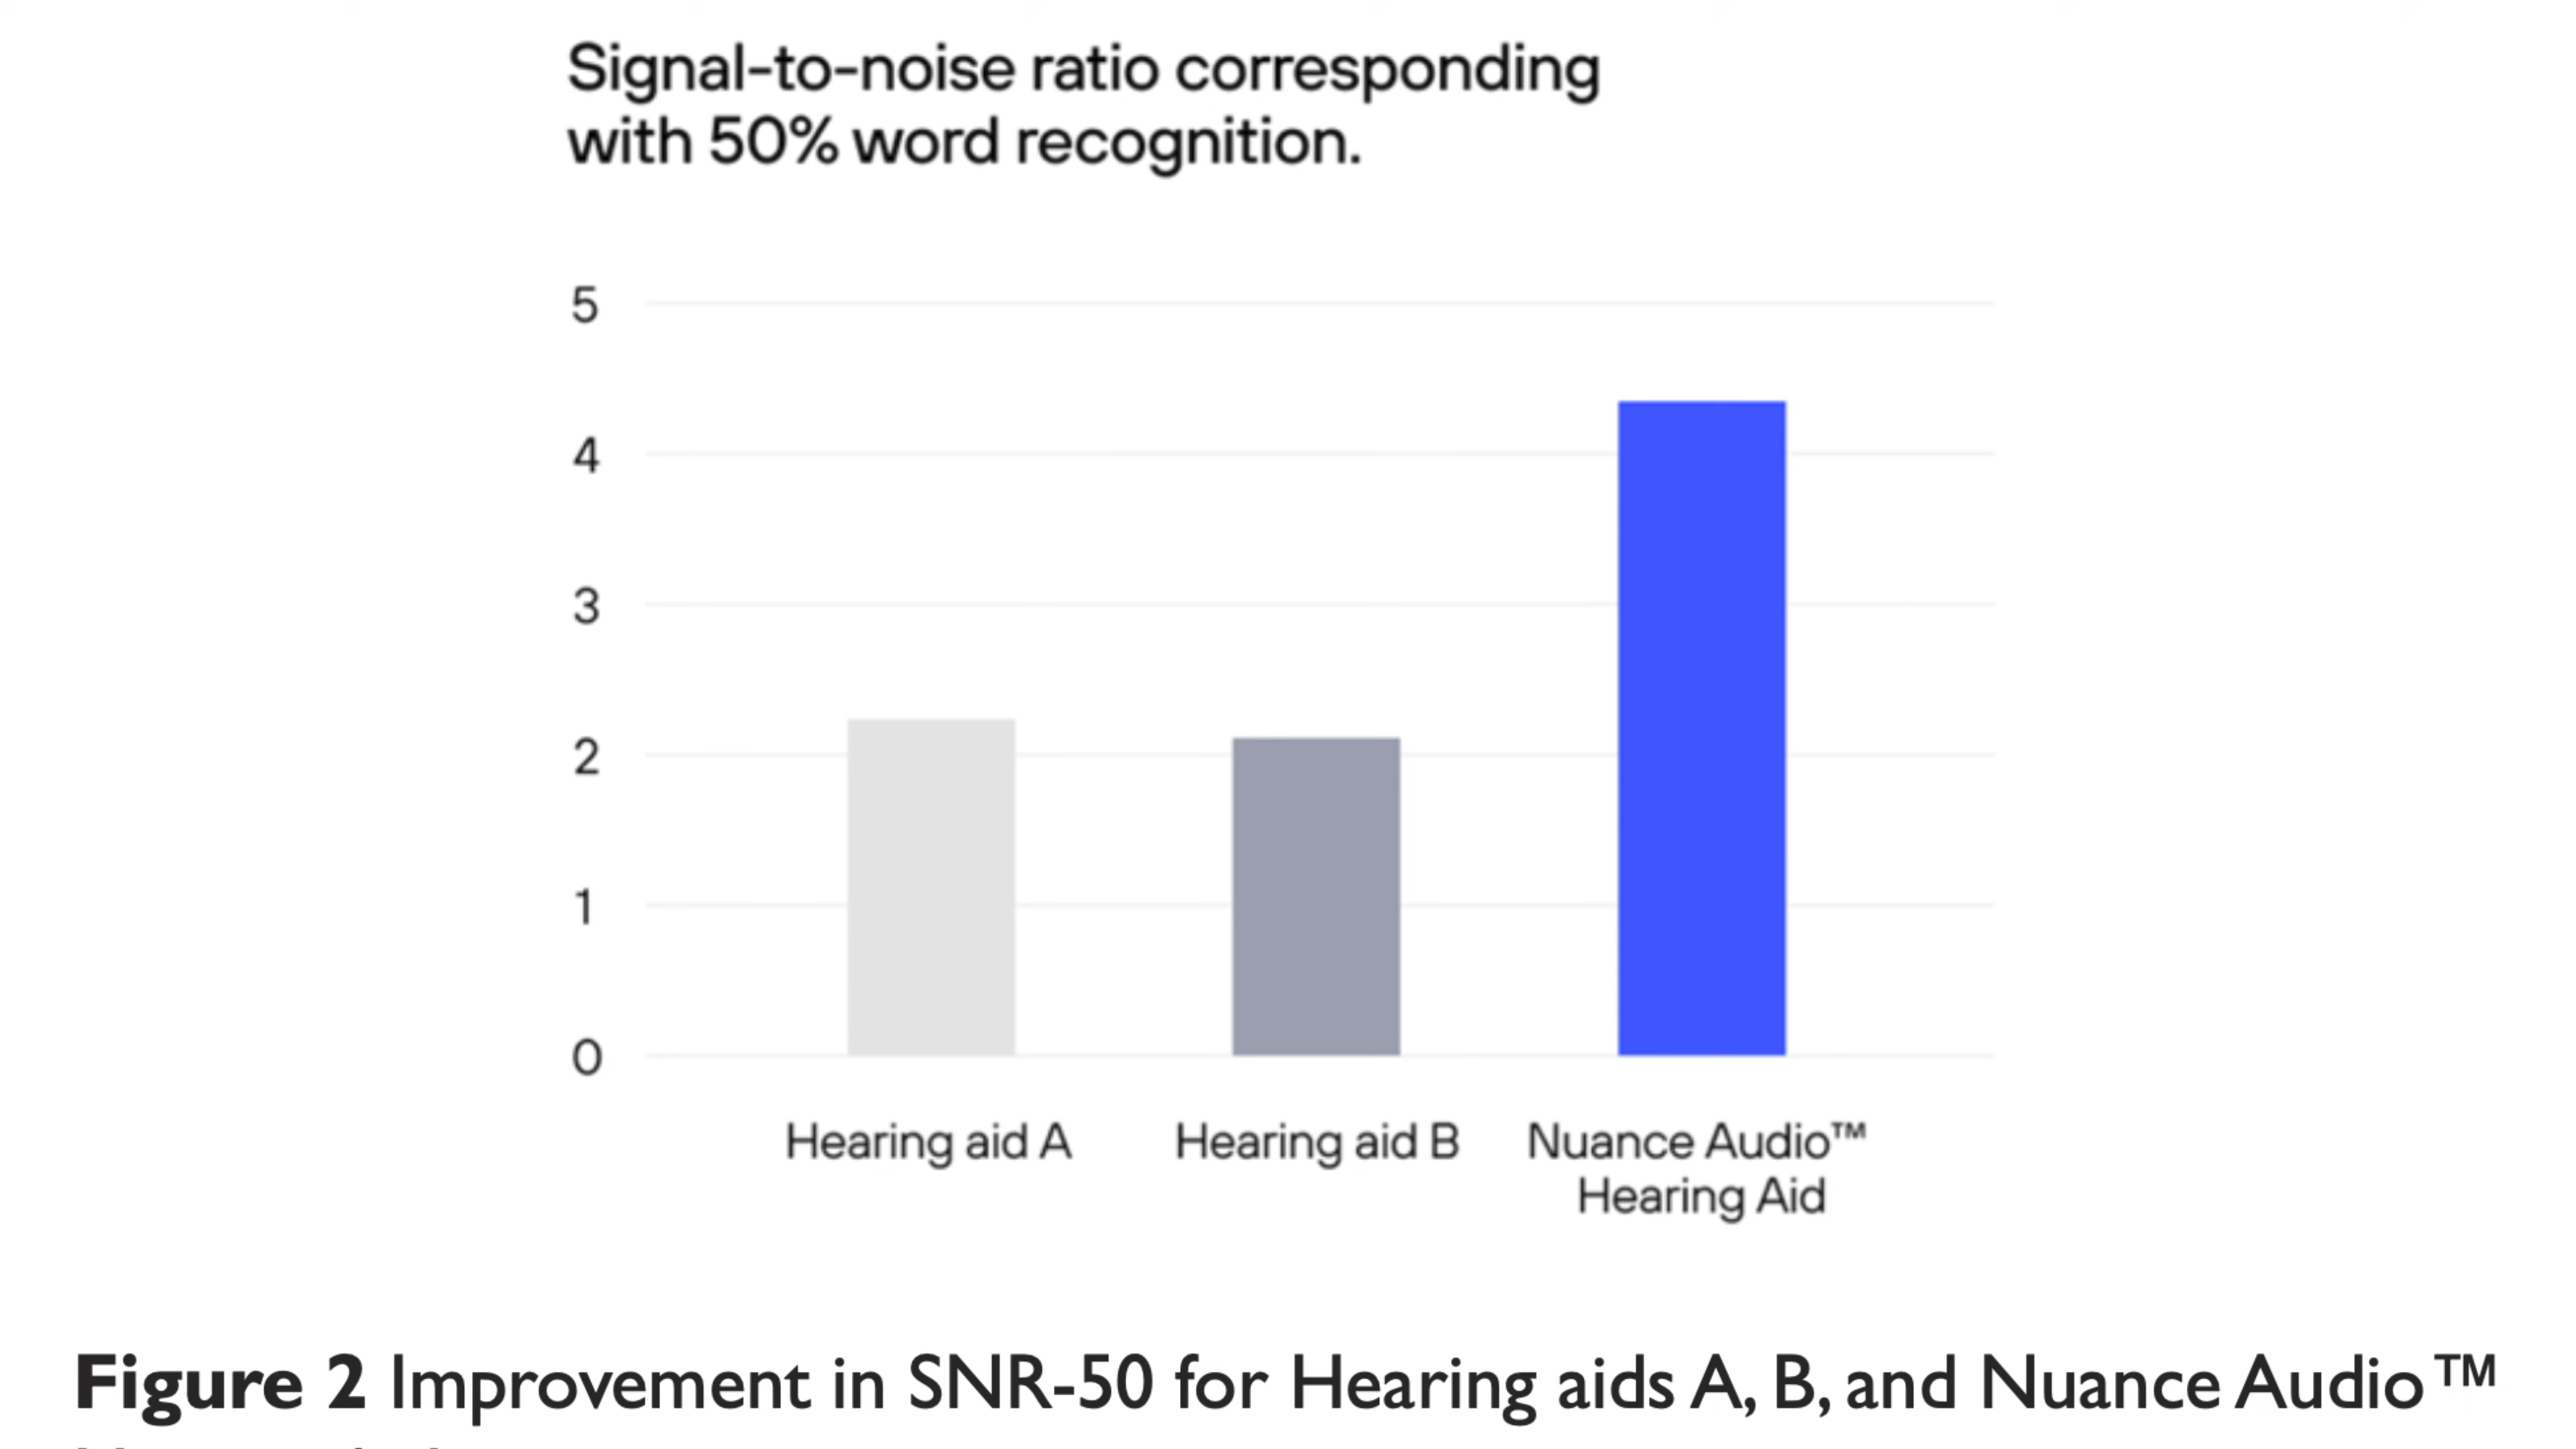 Signal-to-noise ratio corresponding
with 50% word recognition.
5
4
3
2
1
0
Hearing aid A
Hearing aid B
Nuance Audio™
Hearing Aid
Figure 2 Improvement in SNR-50 for Hearing aids A, B, and Nuance Audio™